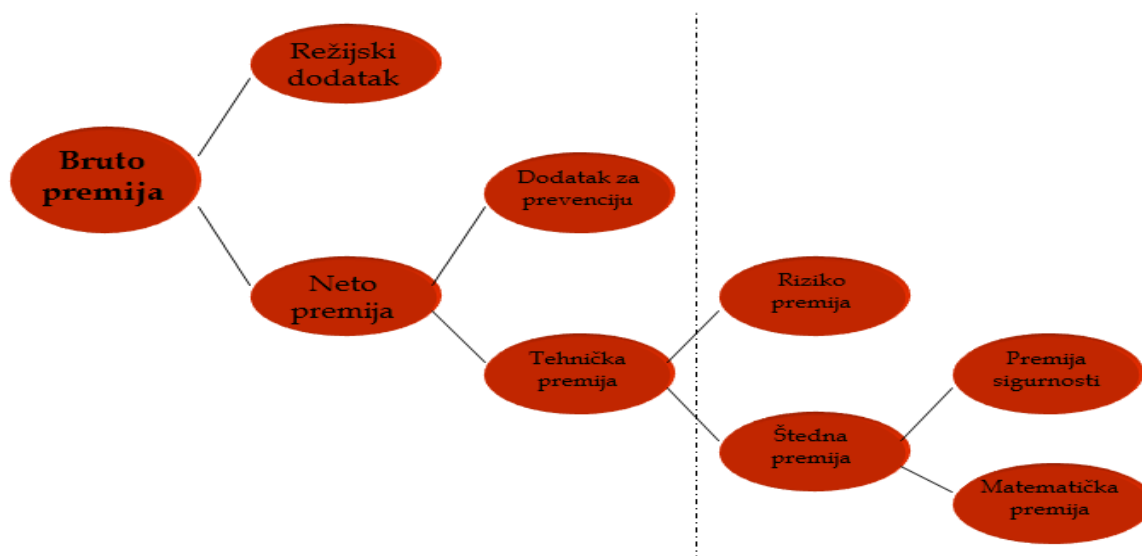 Režijski
dodatak
Bruto
premija
Dodatak za
prevenciju
Neto
premija
Riziko
premija
Tehnička
premija
Premija
sigurnosti
Štedna
premija
Matematička
premija